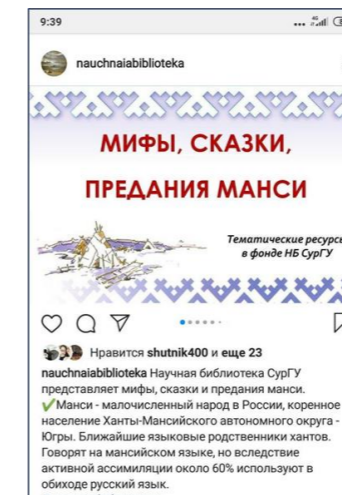 9:39
4G
nauchnaiabiblioteka
МИФЫ, СКАЗКИ,
ПРЕДАНИЯ МАНСИ
Тематические ресурсы
в фонде НБ СурГУ
Нравится shutnik400 и еще 23
nauchnaiabiblioteka Научная библиотека СурГУ
представляет мифы, сказки и предания манси.
✔Манси - малочисленный народ в России, коренное
население Ханты-Мансийского автономного округа -
Югры. Ближайшие языковые родственники хантов.
Говорят на мансийском языке, но вследствие
активной ассимиляции около 60% используют в
обиходе русский язык.